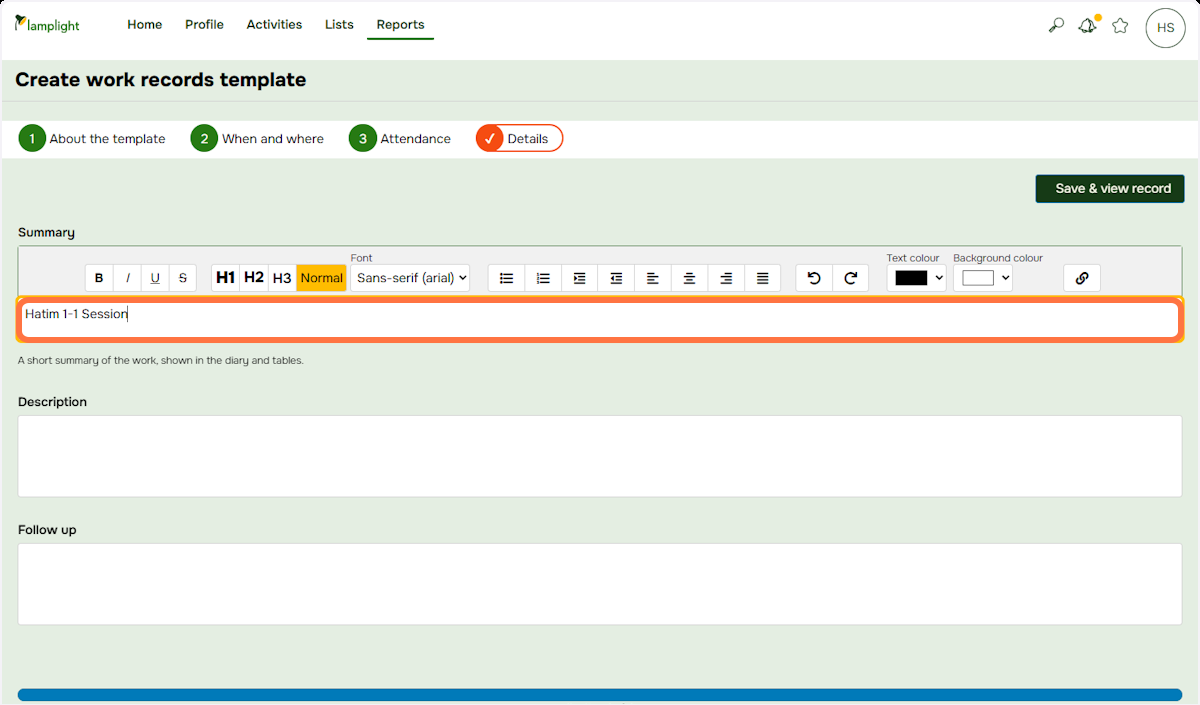 lamplight Home Profile Activities Lists Reports HS
Create work records template
1 About the template 2 When and where 3 Attendance ✓ Details
Save & view record
Summary
Font Text colour Background colour
B I U S H1 H2 H3 Normal Sans-serif (arial)
Hatim 1-1 Session
A short summary of the work, shown in the diary and tables.
Description
Follow up